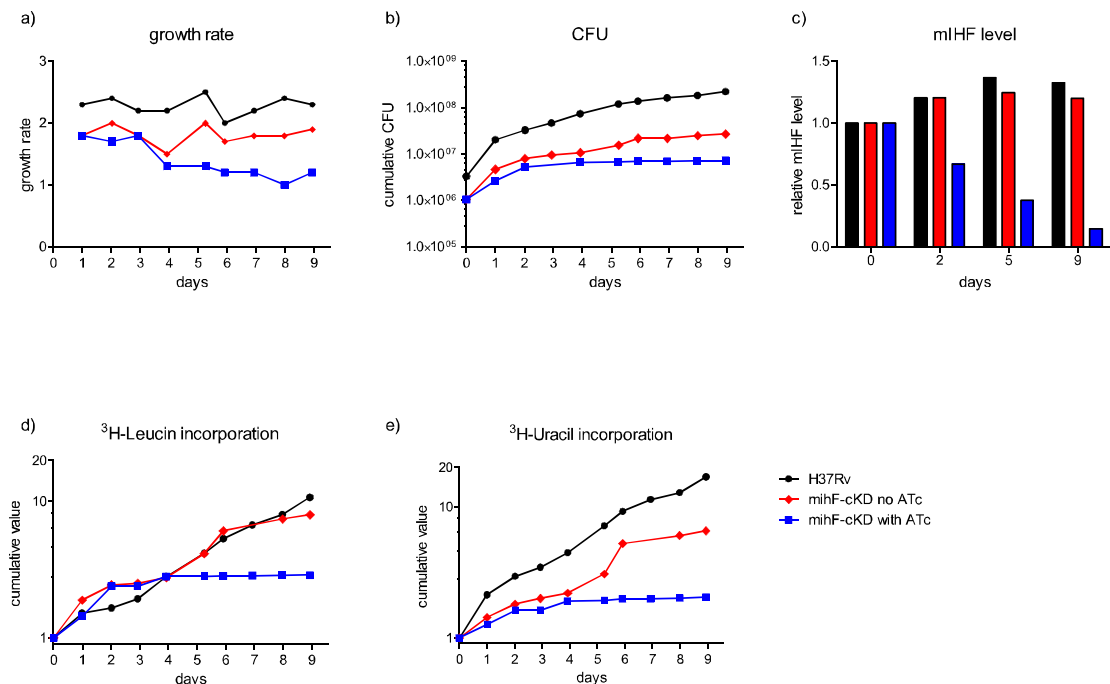 a)
growth rate
3
2
1
0
growth rate
0 1 2 3 4 5 6 7 8 9
days
b)
CFU
1.0×10⁰⁹
1.0×10⁰⁸
1.0×10⁰⁷
1.0×10⁰⁶
1.0×10⁰⁵
cumulative CFU
0 1 2 3 4 5 6 7 8 9
days
c)
mIHF level
1.5
1.0
0.5
0.0
relative mIHF level
0 2 5 9
days
d)
³H-Leucin incorporation
20
10
1
cumulative value
0 1 2 3 4 5 6 7 8 9
days
e)
³H-Uracil incorporation
20
10
1
cumulative value
0 1 2 3 4 5 6 7 8 9
days
H37Rv
mihF-cKD no ATc
mihF-cKD with ATc